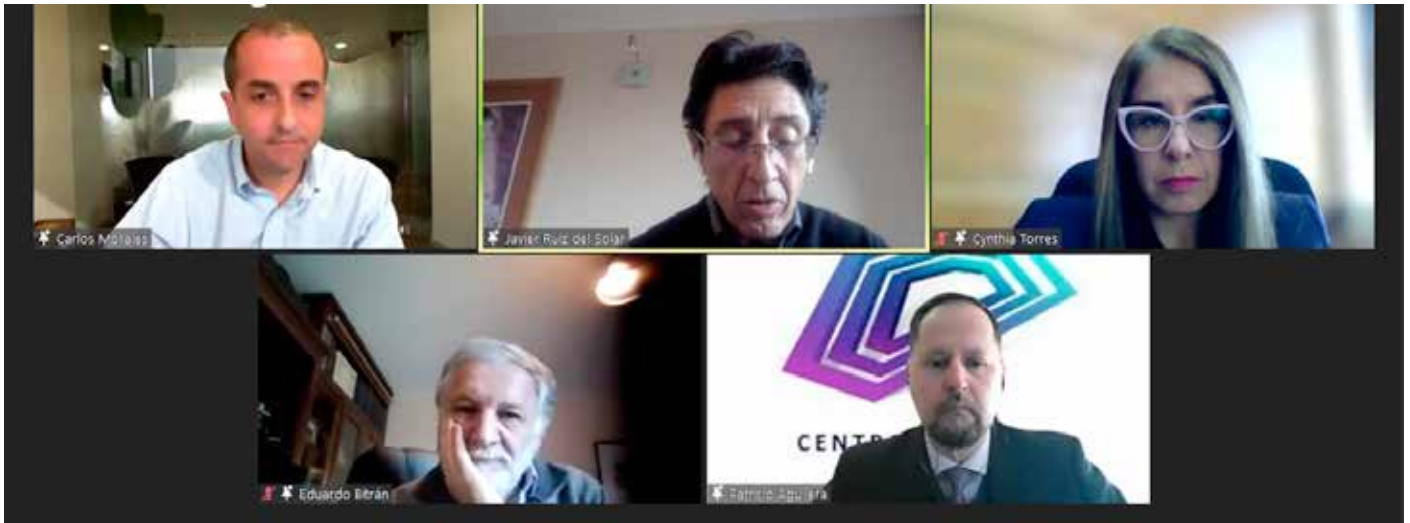 Carlos Morales
Javier Ruiz del Solar
Cynthia Torres
Eduardo Bitrán
Patricio Aguilera
CENTR